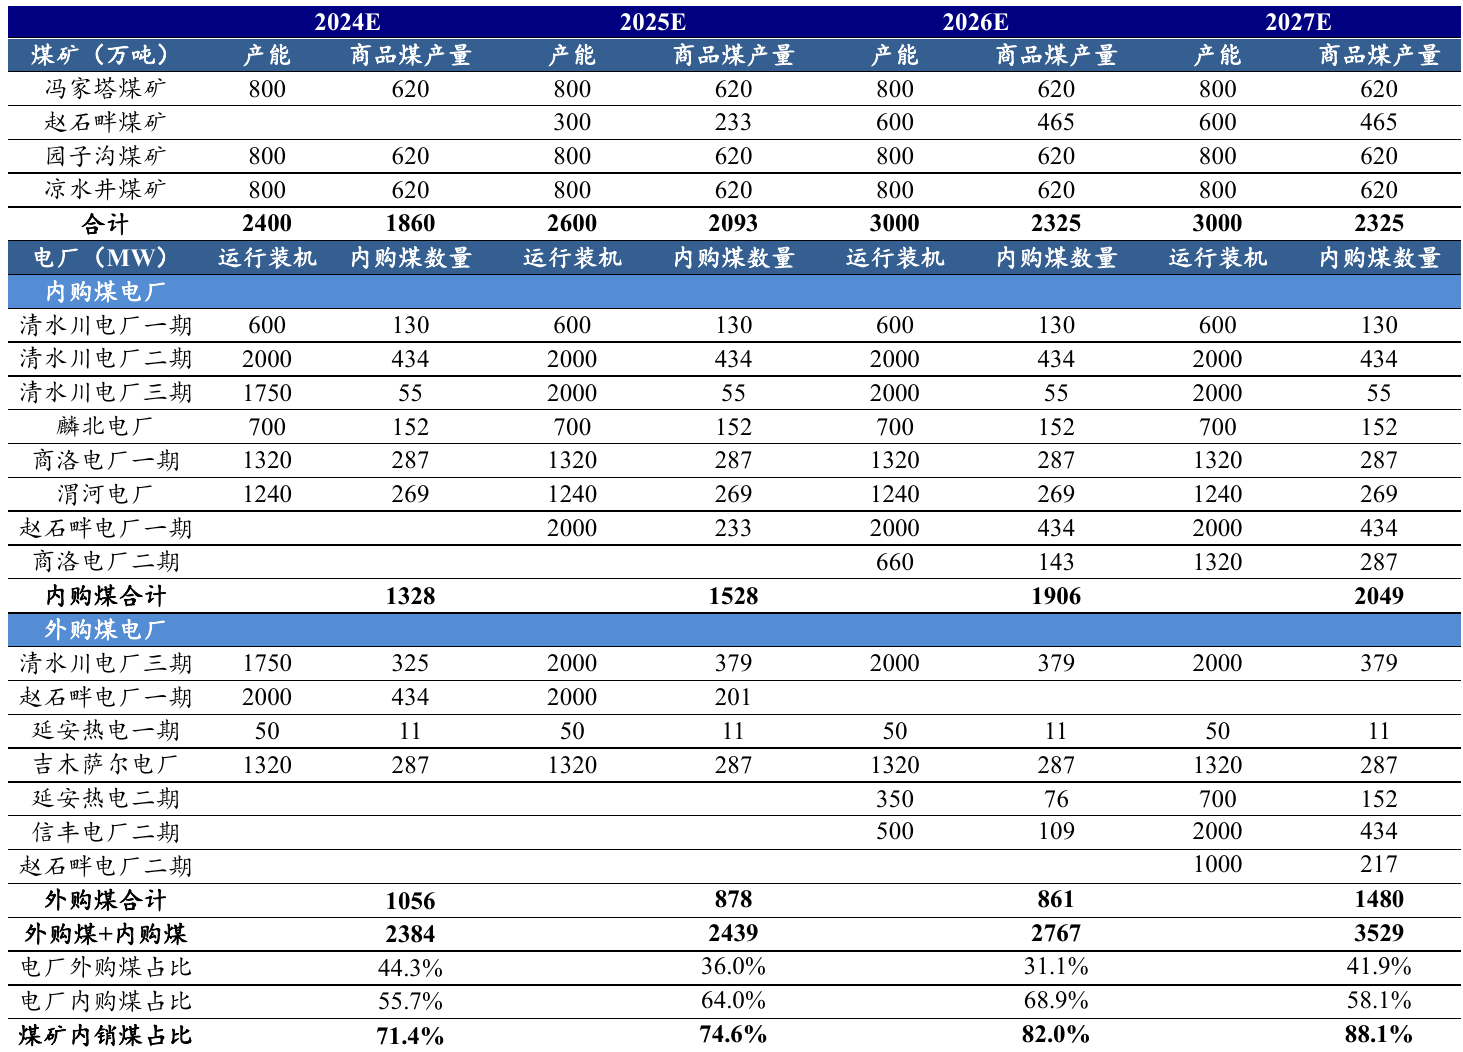 2024E 2025E 2026E 2027E
煤矿（万吨） 产能 商品煤产量 产能 商品煤产量 产能 商品煤产量 产能 商品煤产量
冯家塔煤矿 800 620 800 620 800 620 800 620
赵石畔煤矿 300 233 600 465 600 465
园子沟煤矿 800 620 800 620 800 620 800 620
凉水井煤矿 800 620 800 620 800 620 800 620
合计 2400 1860 2600 2093 3000 2325 3000 2325
电厂（MW） 运行装机 内购煤数量 运行装机 内购煤数量 运行装机 内购煤数量 运行装机 内购煤数量
内购煤电厂
清水川电厂一期 600 130 600 130 600 130 600 130
清水川电厂二期 2000 434 2000 434 2000 434 2000 434
清水川电厂三期 1750 55 2000 55 2000 55 2000 55
麟北电厂 700 152 700 152 700 152 700 152
商洛电厂一期 1320 287 1320 287 1320 287 1320 287
渭河电厂 1240 269 1240 269 1240 269 1240 269
赵石畔电厂一期 2000 233 2000 434 2000 434
商洛电厂二期 660 143 1320 287
内购煤合计 1328 1528 1906 2049
外购煤电厂
清水川电厂三期 1750 325 2000 379 2000 379 2000 379
赵石畔电厂一期 2000 434 2000 201
延安热电一期 50 11 50 11 50 11 50 11
吉木萨尔电厂 1320 287 1320 287 1320 287 1320 287
延安热电二期 350 76 700 152
信丰电厂二期 500 109 2000 434
赵石畔电厂二期 1000 217
外购煤合计 1056 878 861 1480
外购煤+内购煤 2384 2439 2767 3529
电厂外购煤占比 44.3% 36.0% 31.1% 41.9%
电厂内购煤占比 55.7% 64.0% 68.9% 58.1%
煤矿内销煤占比 71.4% 74.6% 82.0% 88.1%